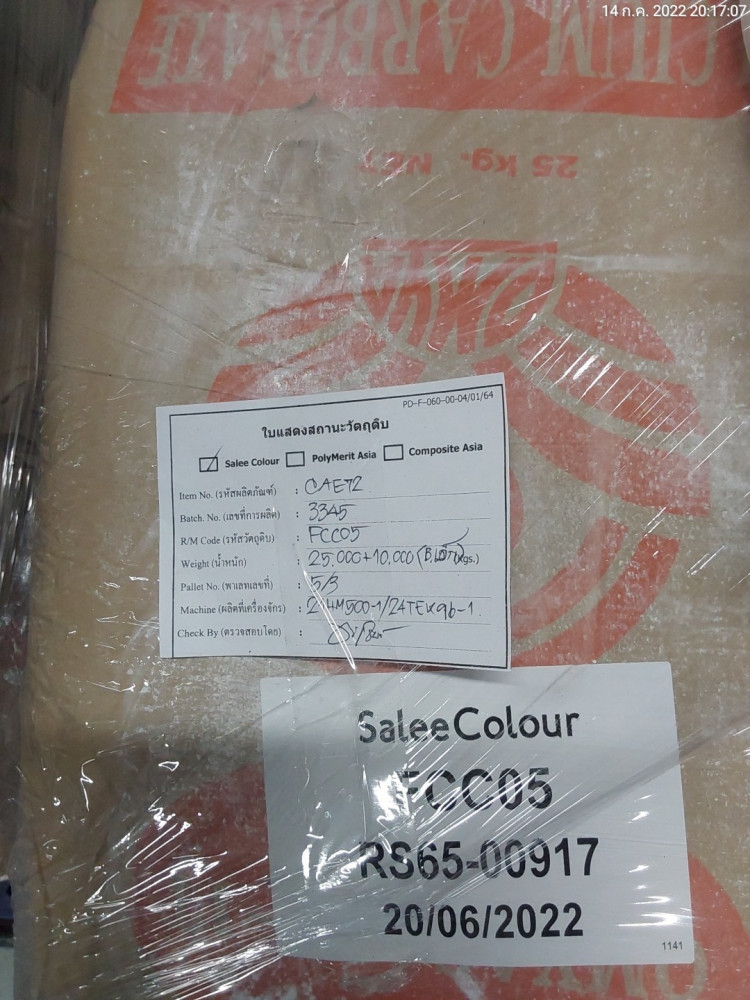 14 ก.ค. 2022 20:17:07
CIUM CARBONATE
25 kg. NET
PD-F-060-00-04/01/64
ใบแสดงสถานะวัตถุดิบ
Salee Colour PolyMerit Asia Composite Asia
Item No. (รหัสผลิตภัณฑ์) : CAE72
Batch. No. (เลขที่การผลิต) : 3345
R/M Code (รหัสวัตถุดิบ) : FCC05
Weight (น้ำหนัก) : 25.000+10.000 (kgs.)
Pallet No. (พาเลทเลขที่) : 5/3
Machine (ผลิตที่เครื่องจักร) : 24HM500-1/24TEK96-1
Check By (ตรวจสอบโดย) :
Salee Colour
FCC05
RS65-00917
20/06/2022
1141